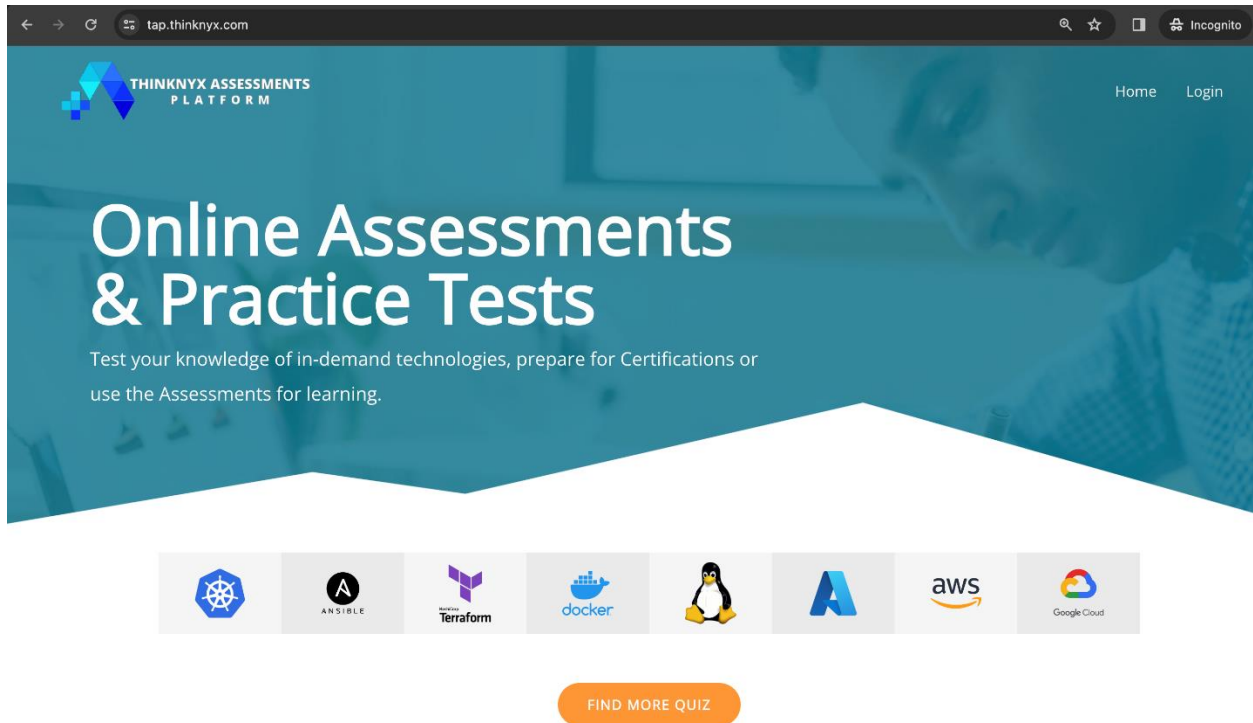 tap.thinknyx.com
Incognito
THINKNYX ASSESSMENTS
PLATFORM
Home
Login
Online Assessments
& Practice Tests
Test your knowledge of in-demand technologies, prepare for Certifications or
use the Assessments for learning.
ANSIBLE
HashiCorp
Terraform
docker
aws
Google Cloud
FIND MORE QUIZ